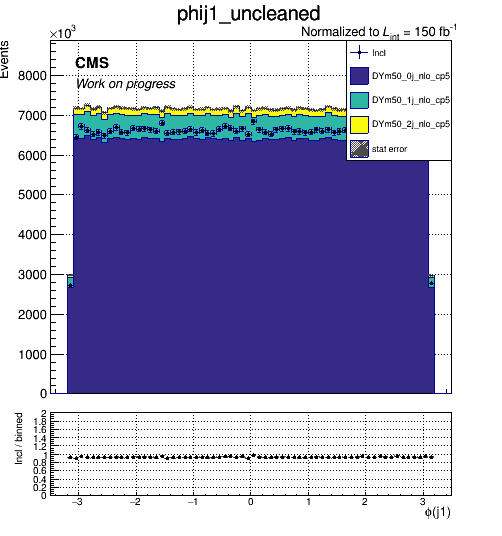 phij1_uncleaned
Normalized to L_int = 150 fb⁻¹
×10³
Events
CMS
Work on progress
Incl
DYm50_0j_nlo_cp5
DYm50_1j_nlo_cp5
DYm50_2j_nlo_cp5
stat error
8000
7000
6000
5000
4000
3000
2000
1000
0
Incl / binned
2
1.8
1.6
1.4
1.2
1
0.8
0.6
0.4
0.2
0
−3 −2 −1 0 1 2 3
ϕ(j1)